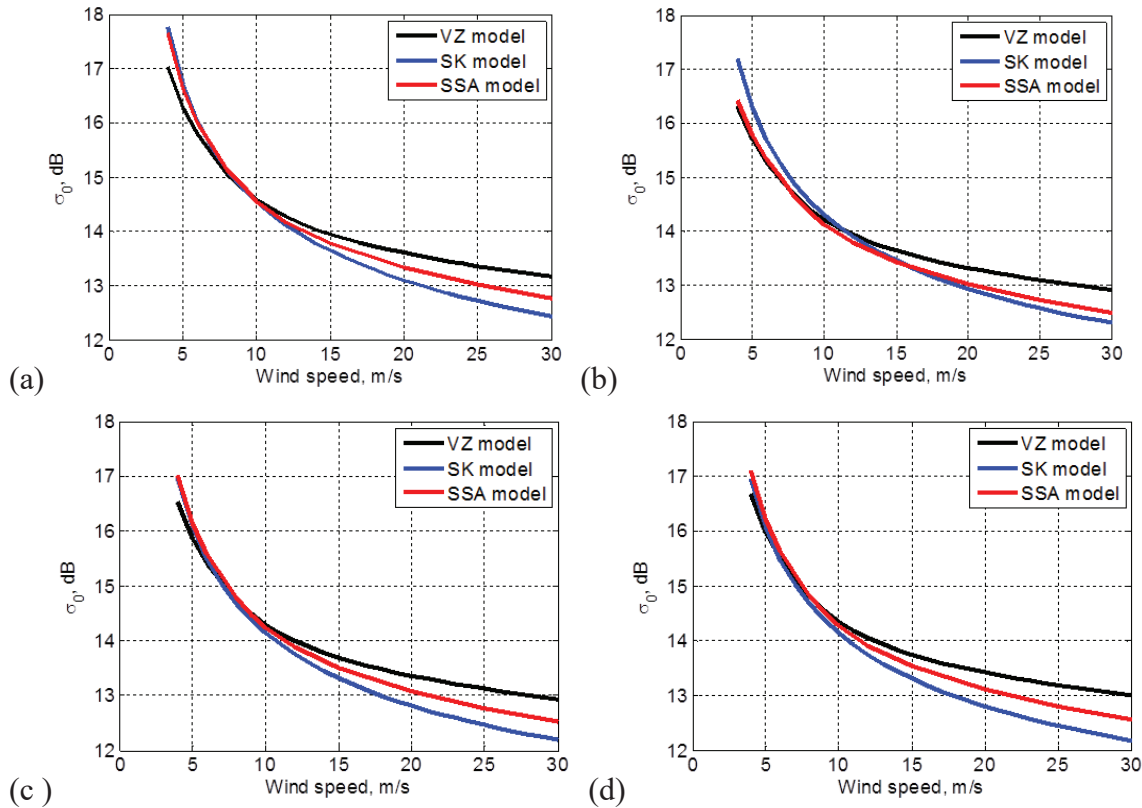 18
17
16
15
14
13
12
σ0, dB
0 5 10 15 20 25 30
Wind speed, m/s
VZ model
SK model
SSA model
(a)
18
17
16
15
14
13
12
σ0, dB
0 5 10 15 20 25 30
Wind speed, m/s
VZ model
SK model
SSA model
(b)
18
17
16
15
14
13
12
σ0, dB
0 5 10 15 20 25 30
Wind speed, m/s
VZ model
SK model
SSA model
(c )
18
17
16
15
14
13
12
σ0, dB
0 5 10 15 20 25 30
Wind speed, m/s
VZ model
SK model
SSA model
(d)